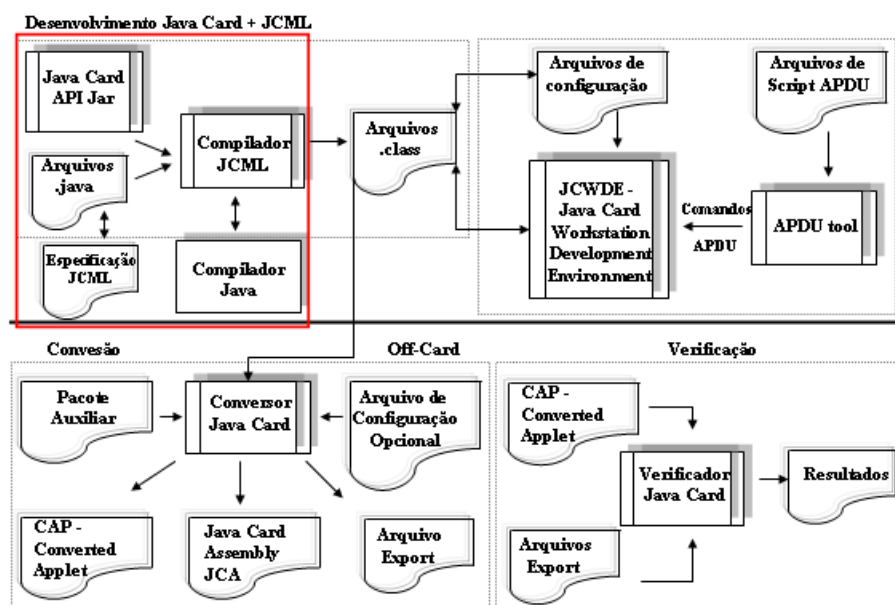 Desenvolvimento Java Card + JCML
Java Card
API Jar
Arquivos
.java
Compilador
JCML
Especificação
JCML
Compilador
Java
Arquivos
.class
Arquivos de
configuração
Arquivos de
Script APDU
JCWDE -
Java Card
Workstation
Development
Environment
Comandos
APDU
APDU tool
Convesão
Off-Card
Verificação
Pacote
Auxiliar
Conversor
Java Card
Arquivo de
Configuração
Opcional
CAP -
Converted
Applet
Java Card
Assembly
JCA
Arquivo
Export
CAP -
Converted
Applet
Verificador
Java Card
Resultados
Arquivos
Export